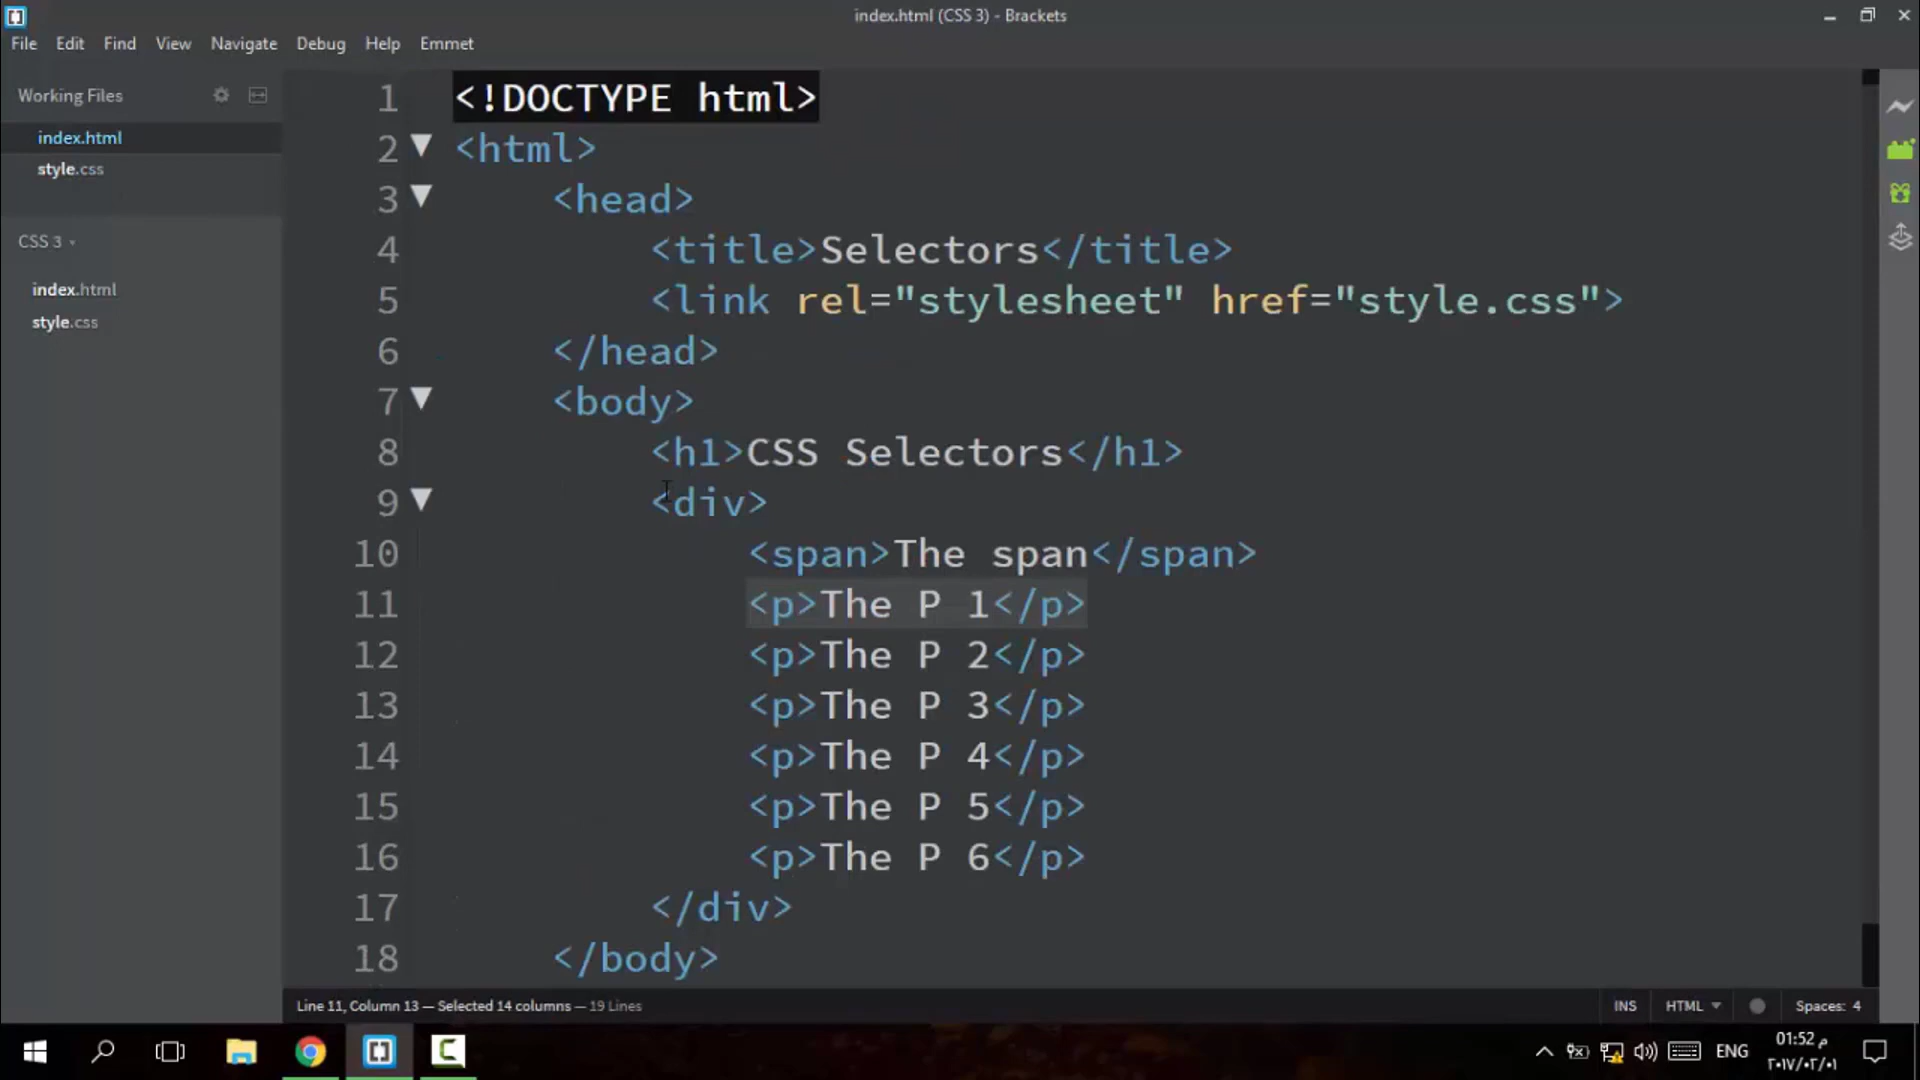 index.html (CSS 3) - Brackets
File Edit Find View Navigate Debug Help Emmet
Working Files
index.html
style.css
CSS 3
index.html
style.css
1 <!DOCTYPE html>
2 <html>
3 <head>
4 <title>Selectors</title>
5 <link rel="stylesheet" href="style.css">
6 </head>
7 <body>
8 <h1>CSS Selectors</h1>
9 <div>
10 <span>The span</span>
11 <p>The P 1</p>
12 <p>The P 2</p>
13 <p>The P 3</p>
14 <p>The P 4</p>
15 <p>The P 5</p>
16 <p>The P 6</p>
17 </div>
18 </body>
Line 11, Column 13 — Selected 14 columns — 19 Lines
INS HTML Spaces: 4
ENG
01:52 م
٢٠١٧/٠٢/٠١